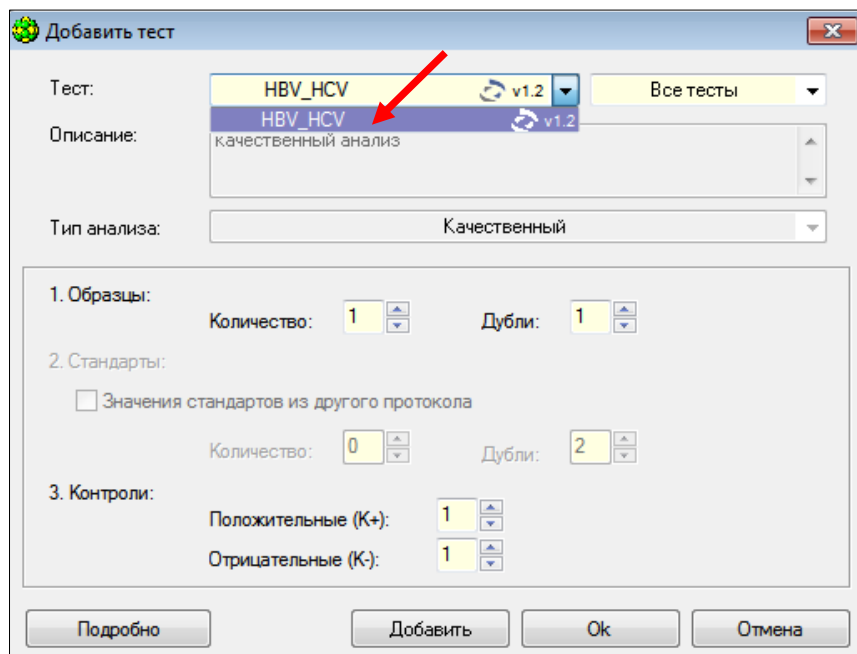 Добавить тест
Тест: HBV_HCV v1.2 Все тесты
HBV_HCV v1.2
Описание: качественный анализ
Тип анализа: Качественный
1. Образцы:
Количество: 1 Дубли: 1
2. Стандарты:
Значения стандартов из другого протокола
Количество: 0 Дубли: 2
3. Контроли:
Положительные (К+): 1
Отрицательные (К-): 1
Подробно Добавить Ok Отмена